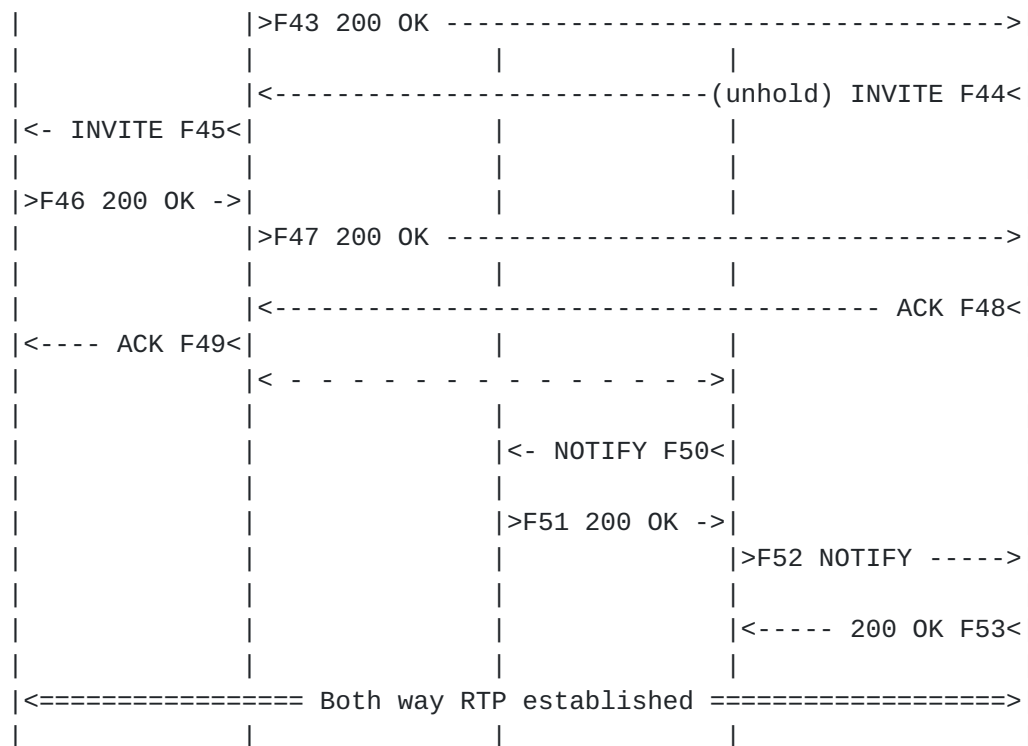 |              |>F43 200 OK ------------------------------------>
|              |               |              |
|              |<----------------------------(unhold) INVITE F44<
|<- INVITE F45<|               |              |
|              |               |              |
|>F46 200 OK ->|               |              |
|              |>F47 200 OK ------------------------------------>
|              |               |              |
|              |<--------------------------------------- ACK F48<
|<---- ACK F49<|               |              |
|              |< - - - - - - - - - - - - - ->|
|              |               |              |
|              |               |<- NOTIFY F50<|
|              |               |              |
|              |               |>F51 200 OK ->|
|              |               |              |>F52 NOTIFY ----->
|              |               |              |
|              |               |              |<----- 200 OK F53<
|              |               |              |
|<================= Both way RTP established ===================>
|              |               |              |